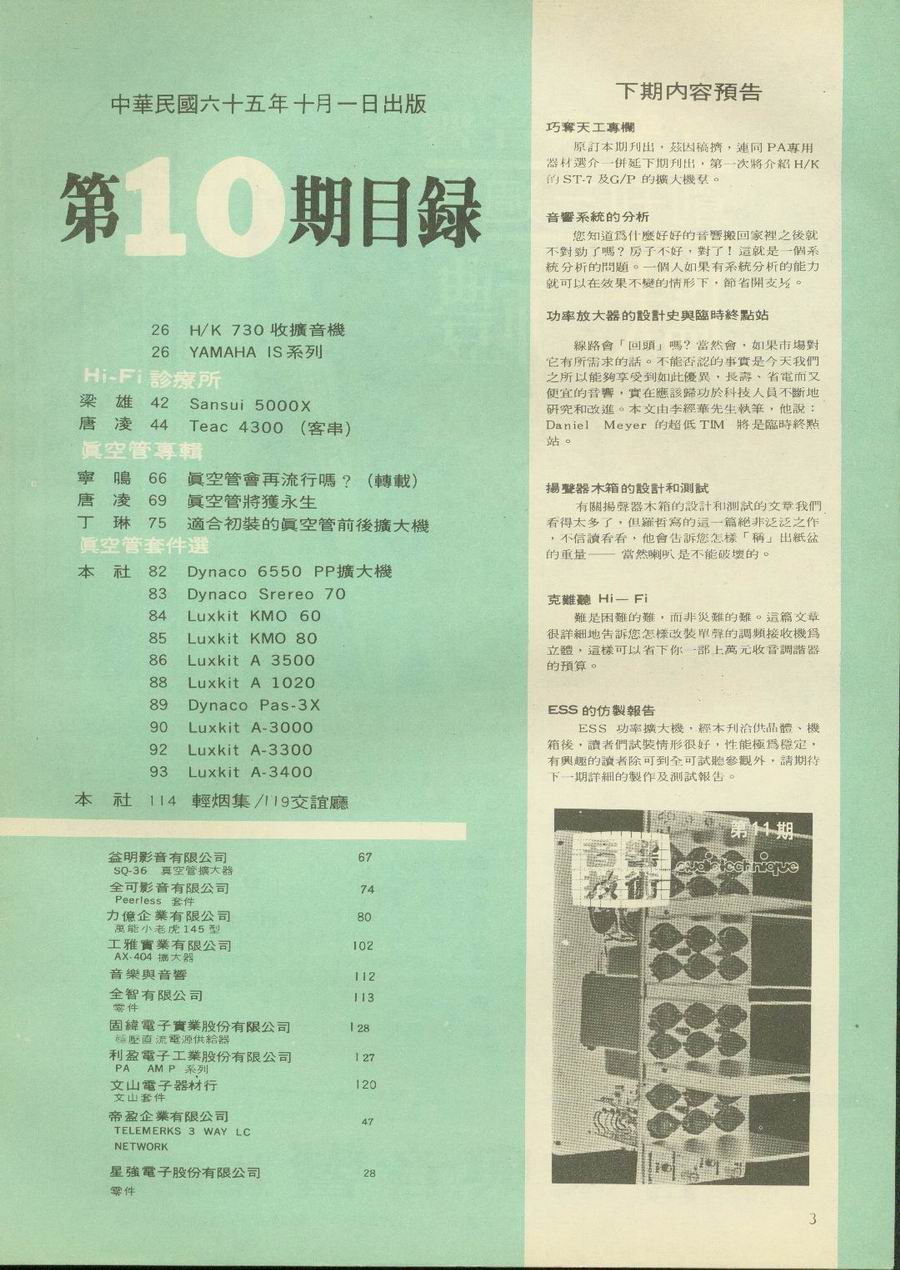 中華民國六十五年十月一日出版
第10期目録
26 H/K 730 收擴音機
26 YAMAHA IS系列
Hi-Fi 診療所
梁 雄 42 Sansui 5000X
唐 凌 44 Teac 4300 (客串)
眞空管專輯
寧 鳴 66 眞空管會再流行嗎？(轉載)
唐 凌 69 眞空管將獲永生
丁 琳 75 適合初裝的眞空管前後擴大機
眞空管套件選
本 社 82 Dynaco 6550 PP擴大機
83 Dynaco Srereo 70
84 Luxkit KMO 60
85 Luxkit KMO 80
86 Luxkit A 3500
88 Luxkit A 1020
89 Dynaco Pas-3X
90 Luxkit A-3000
92 Luxkit A-3300
93 Luxkit A-3400
本 社 114 輕烟集/119交誼廳
益明影音有限公司 67
SQ-36 真空管擴大器
全可影音有限公司 74
Peerless 套件
力億企業有限公司 80
萬能小老虎145型
工雅實業有限公司 102
AX-404 擴大器
音樂與音響 112
全智有限公司 113
零件
固緯電子實業股份有限公司 128
穩壓直流電源供給器
利盈電子工業股份有限公司 127
PA AMP 系列
文山電子器材行 120
文山套件
帝盈企業有限公司 47
TELEMERKS 3 WAY LC
NETWORK
星強電子股份有限公司 28
零件
下期内容預告
巧奪天工專欄
原訂本期刋出，茲因稿擠，連同PA專用
器材選介一併延下期刋出，第一次將介紹H/K
的ST-7及G/P的擴大機羣。
音響系統的分析
您知道爲什麼好好的音響搬回家裡之後就
不對勁了嗎？房子不好，對了！這就是一個系
統分析的問題。一個人如果有系統分析的能力
就可以在效果不變的情形下，節省開支½。
功率放大器的設計史與臨時終點站
線路會「回頭」嗎？當然會，如果市場對
它有所需求的話。不能否認的事實是今天我們
之所以能夠享受到如此優異，長壽、省電而又
便宜的音響，實在應該歸功於科技人員不斷地
研究和改進。本文由李經華先生執筆，他說：
Daniel Meyer 的超低 TIM 將是臨時終點
站。
揚聲器木箱的設計和測試
有關揚聲器木箱的設計和測試的文章我們
看得太多了，但羅哲寫的這一篇絕非泛泛之作
，不信讀看看，他會告訴您怎樣「稱」出紙盆
的重量——當然喇叭是不能破壞的。
克難聽 Hi—Fi
難是困難的難，而非災難的難。這篇文章
很詳細地告訴您怎樣改裝單聲的調頻接收機爲
立體，這樣可以省下你一部上萬元收音調諧器
的預算。
ESS的仿製報告
ESS 功率擴大機，經本刋洽供晶體、機
箱後，讀者們試裝情形很好，性能極爲穩定，
有興趣的讀者除可到全可試聽參觀外，請期待
下一期詳細的製作及測試報告。
第11期
音響
技術
audiotechnique
3